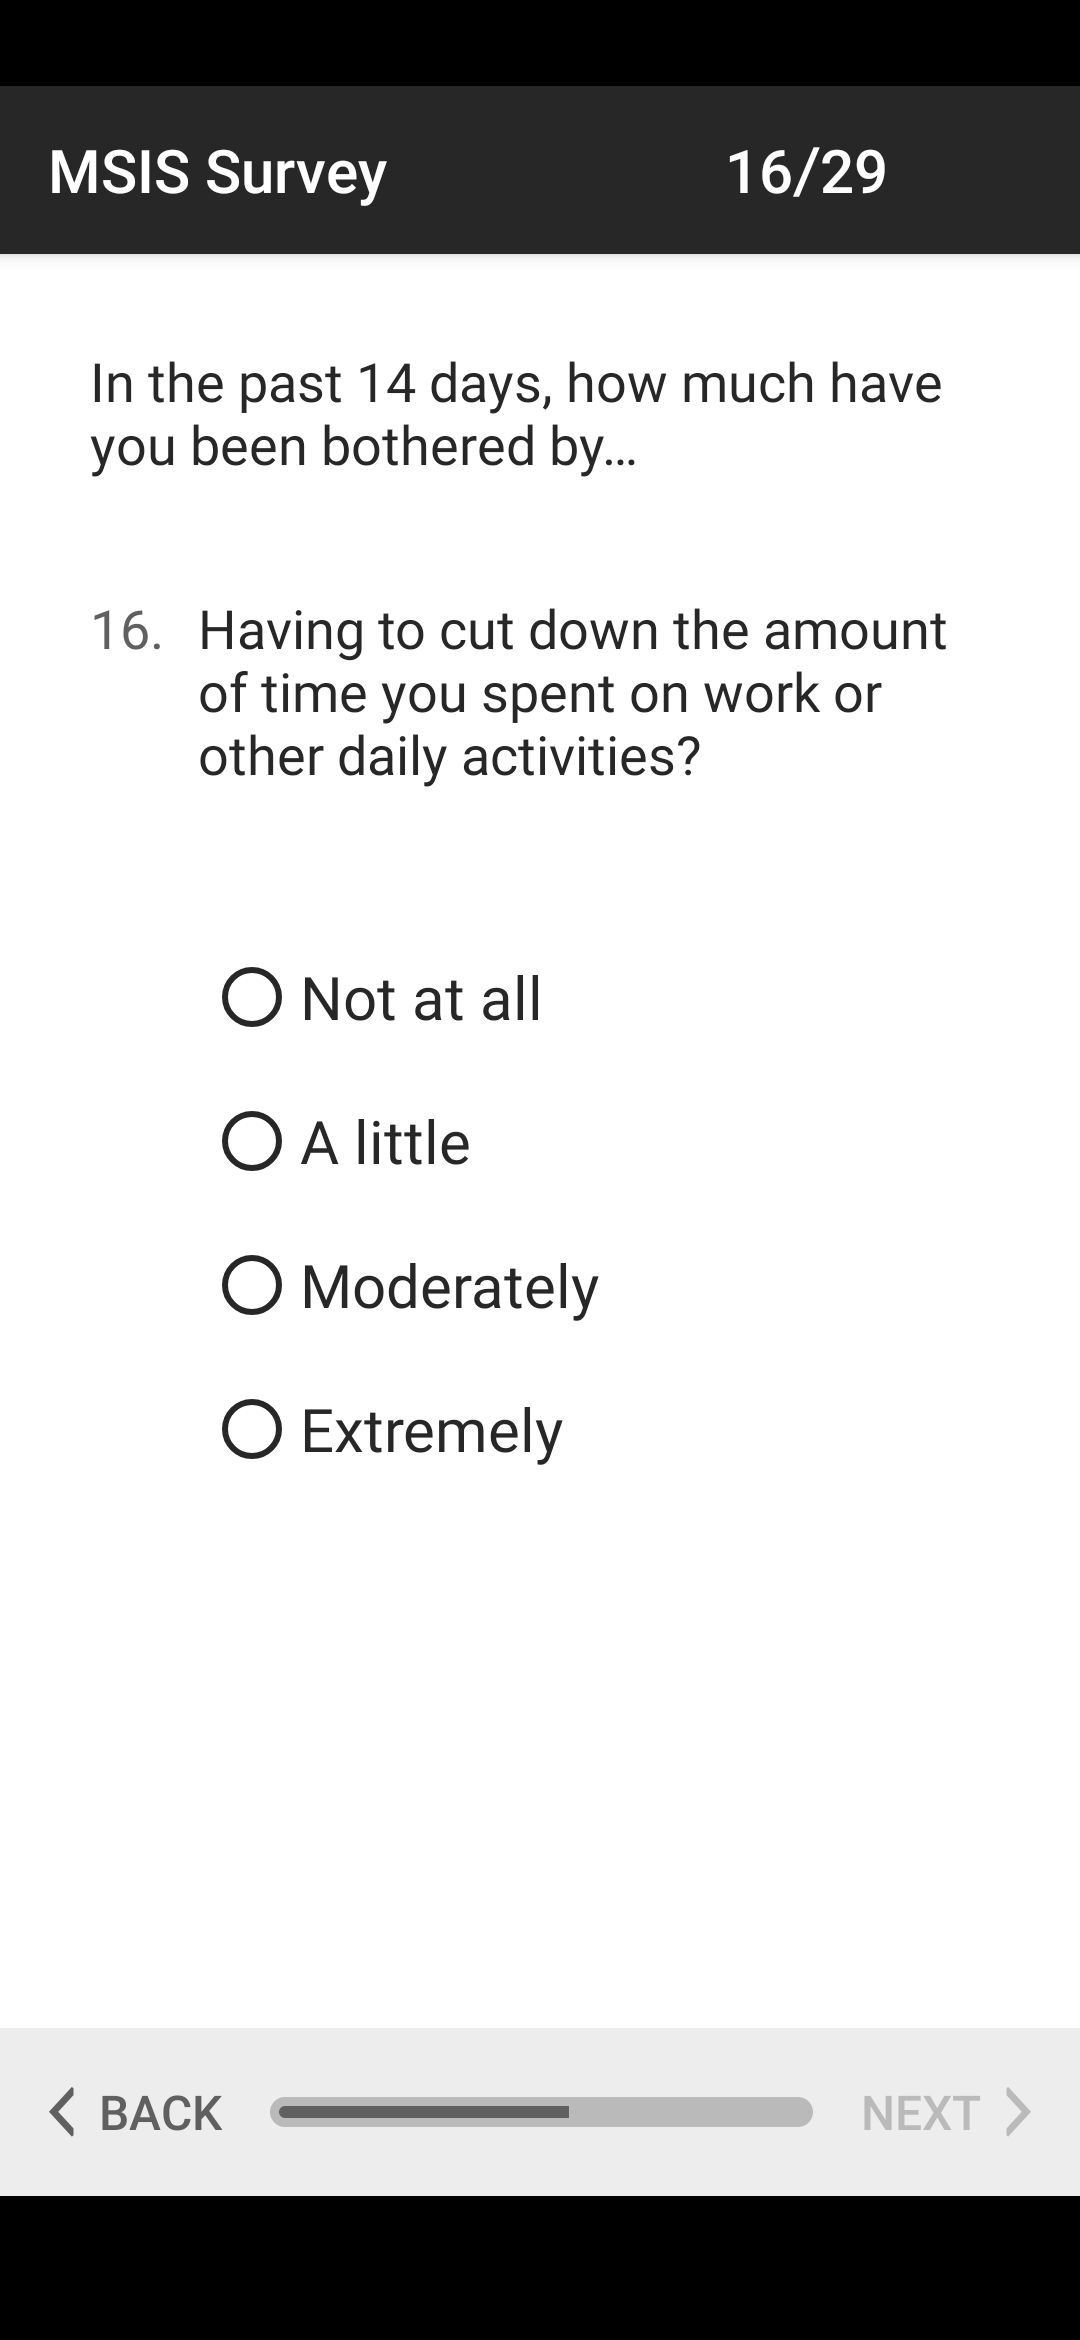 MSIS Survey 16/29
In the past 14 days, how much have
you been bothered by...
16. Having to cut down the amount
of time you spent on work or
other daily activities?
Not at all
A little
Moderately
Extremely
BACK NEXT